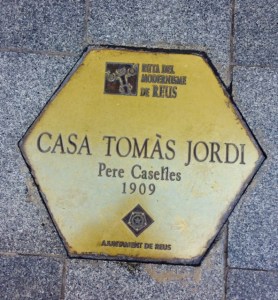 RUTA DEL
MODERNISME
DE REUS
CASA TOMÀS JORDI
Pere Caselles
1909
AJUNTAMENT DE REUS